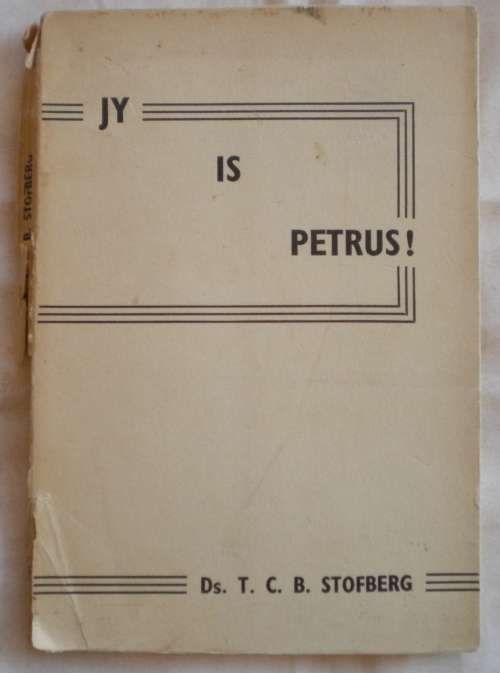 JY
IS
PETRUS!
Ds. T. C. B. STOFBERG
B. STOFBERG